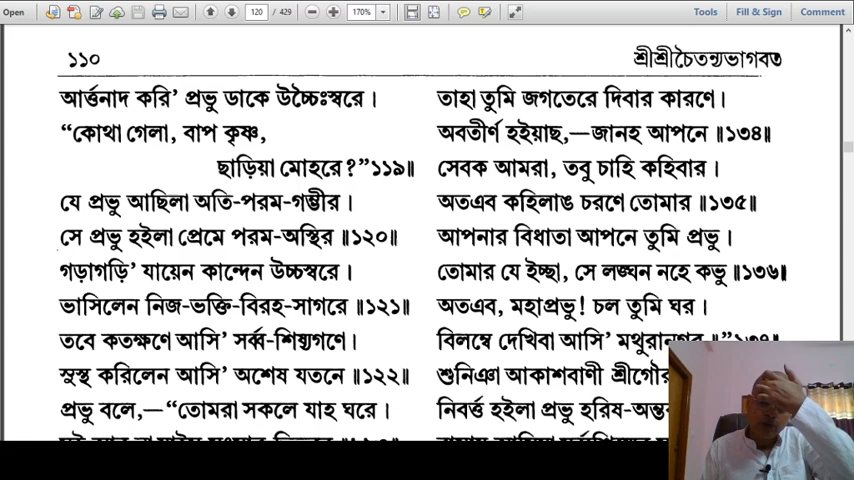 Open
120 / 429
170%
Tools
Fill & Sign
Comment
১১০
শ্রীশ্রীচৈতন্যভাগবত
আর্ত্তনাদ করি’ প্রভু ডাকে উচ্চৈঃস্বরে।
“কোথা গেলা, বাপ কৃষ্ণ,
ছাড়িয়া মোহরে?”১১৯॥
যে প্রভু আছিলা অতি-পরম-গম্ভীর।
সে প্রভু হইলা প্রেমে পরম-অস্থির॥১২০॥
গড়াগড়ি’ যায়েন কান্দেন উচ্চস্বরে।
ভাসিলেন নিজ-ভক্তি-বিরহ-সাগরে॥১২১॥
তবে কতক্ষণে আসি’ সর্ব্ব-শিষ্যগণে।
সুস্থ করিলেন আসি’ অশেষ যতনে॥১২২॥
প্রভু বলে,—“তোমরা সকলে যাহ ঘরে।
তাহা তুমি জগতেরে দিবার কারণে।
অবতীর্ণ হইয়াছ,—জানহ আপনে॥১৩৪॥
সেবক আমরা, তবু চাহি কহিবার।
অতএব কহিলাঙ চরণে তোমার॥১৩৫॥
আপনার বিধাতা আপনে তুমি প্রভু।
তোমার যে ইচ্ছা, সে লঙ্ঘন নহে কভু॥১৩৬॥
অতএব, মহাপ্রভু! চল তুমি ঘর।
বিলম্বে দেখিবা আসি’ মথুরানগর॥”১৩৭॥
শুনিঞা আকাশবাণী শ্রীগৌর
নিবর্ত্ত হইলা প্রভু হরিষ-অন্ত